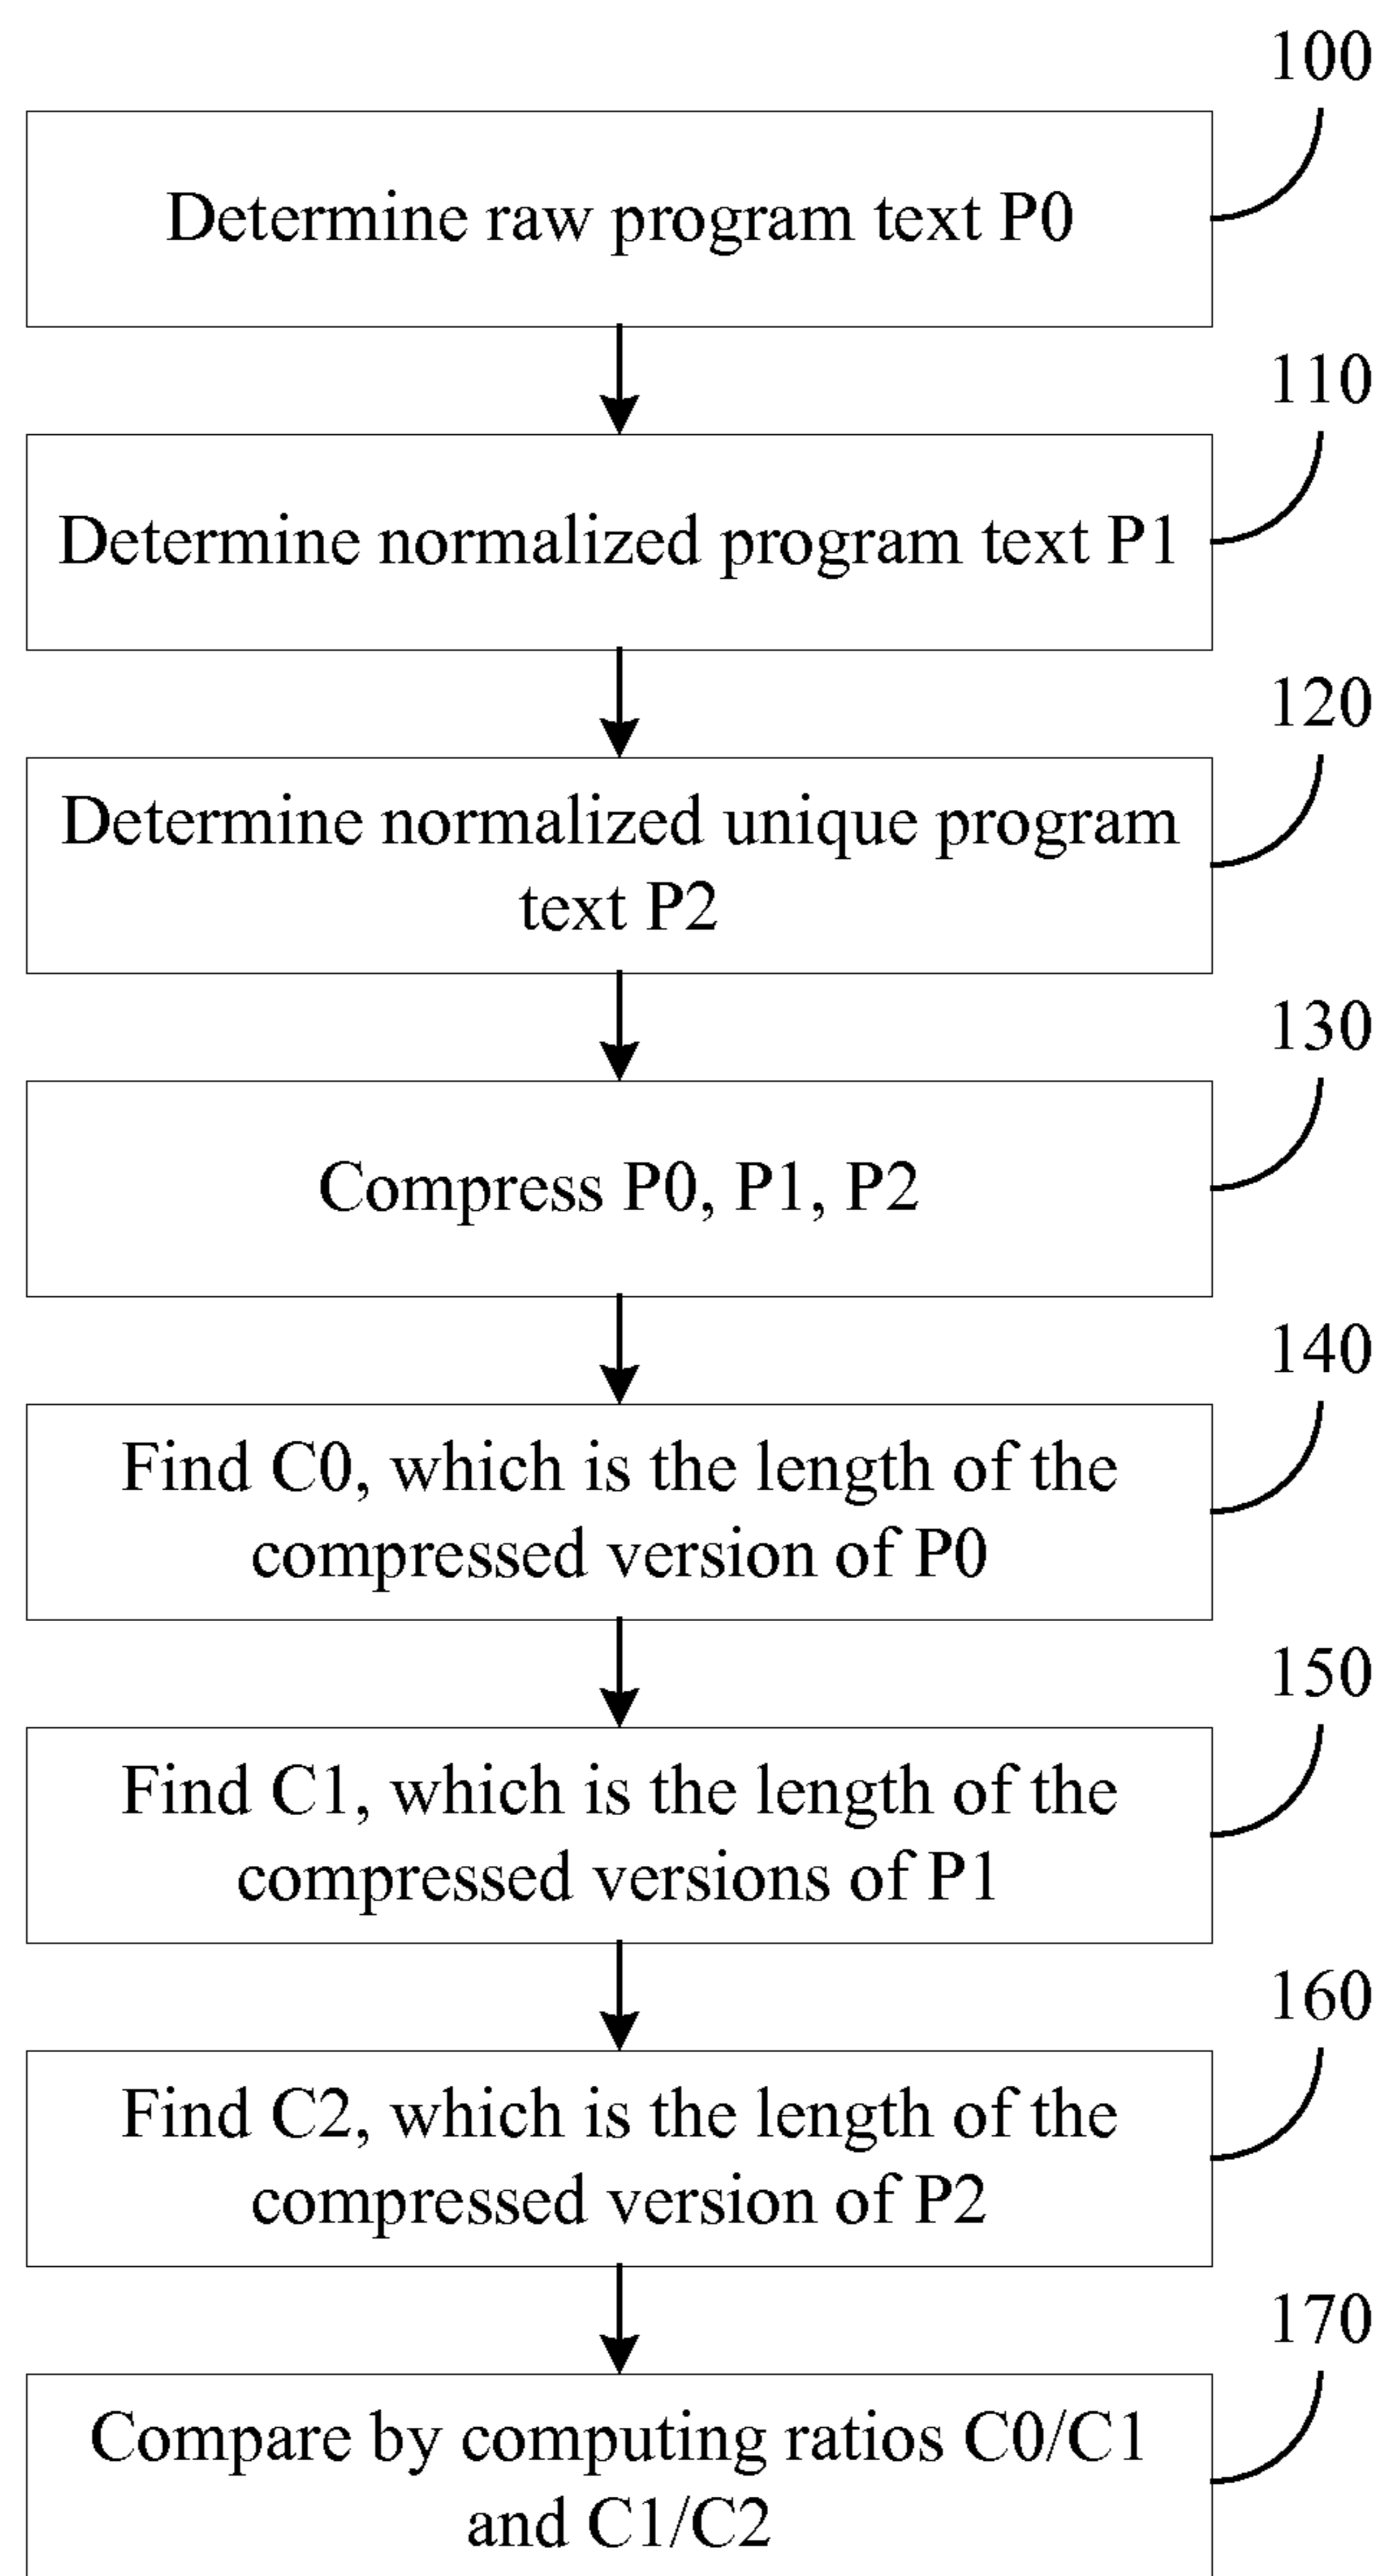 100
Determine raw program text P0
110
Determine normalized program text P1
120
Determine normalized unique program
text P2
130
Compress P0, P1, P2
140
Find C0, which is the length of the
compressed version of P0
150
Find C1, which is the length of the
compressed versions of P1
160
Find C2, which is the length of the
compressed version of P2
170
Compare by computing ratios C0/C1
and C1/C2